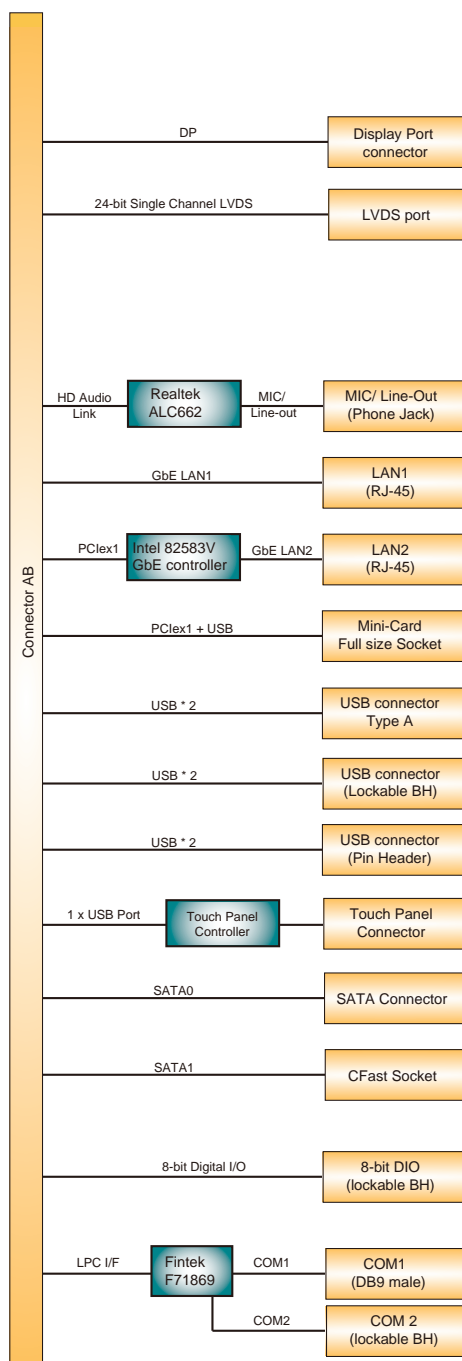 Connector AB
DP
Display Port
connector
24-bit Single Channel LVDS
LVDS port
HD Audio
Link
Realtek
ALC662
MIC/
Line-out
MIC/ Line-Out
(Phone Jack)
GbE LAN1
LAN1
(RJ-45)
PCIex1
Intel 82583V
GbE controller
GbE LAN2
LAN2
(RJ-45)
PCIex1 + USB
Mini-Card
Full size Socket
USB * 2
USB connector
Type A
USB * 2
USB connector
(Lockable BH)
USB * 2
USB connector
(Pin Header)
1 x USB Port
Touch Panel
Controller
Touch Panel
Connector
SATA0
SATA Connector
SATA1
CFast Socket
8-bit Digital I/O
8-bit DIO
(lockable BH)
LPC I/F
Fintek
F71869
COM1
COM1
(DB9 male)
COM2
COM 2
(lockable BH)